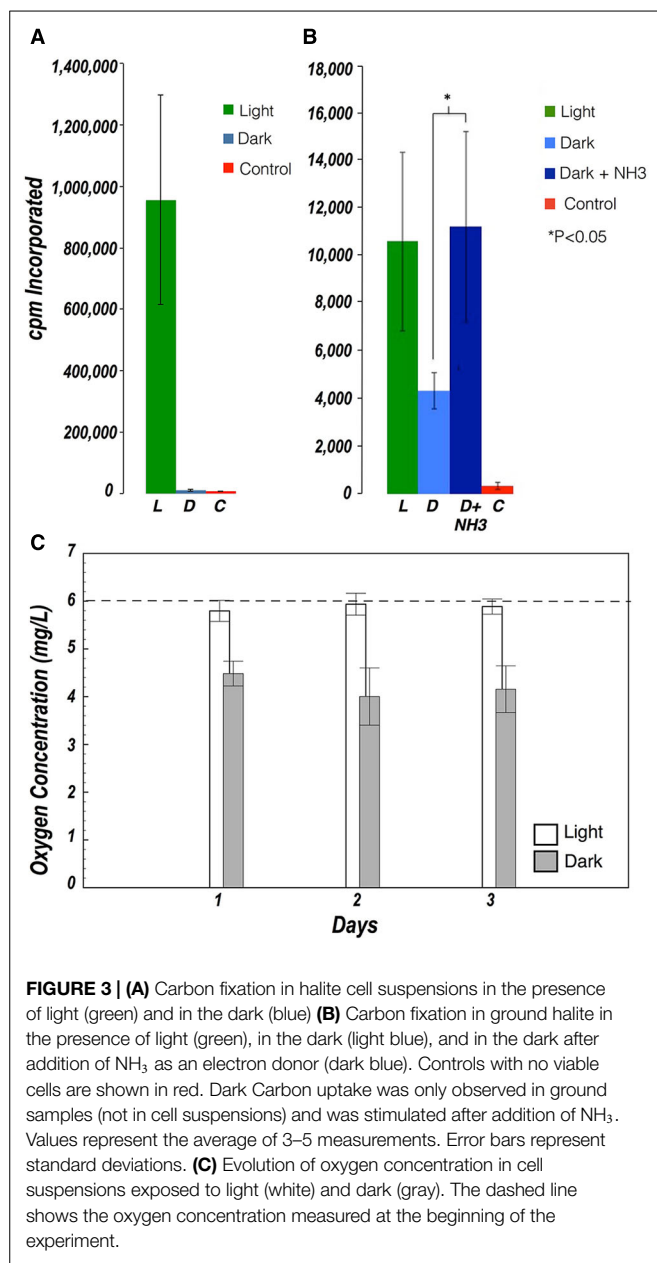 A
cpm Incorporated
1,400,000
1,200,000
1,000,000
800,000
600,000
400,000
200,000
0
Light
Dark
Control
L D C
B
18,000
16,000
14,000
12,000
10,000
8,000
6,000
4,000
2,000
0
*
Light
Dark
Dark + NH3
Control
*P<0.05
L D D+ C
NH3
C
Oxygen Concentration (mg/L)
7
6
5
4
3
2
1
0
Light
Dark
1 2 3
Days
FIGURE 3 | (A) Carbon fixation in halite cell suspensions in the presence
of light (green) and in the dark (blue) (B) Carbon fixation in ground halite in
the presence of light (green), in the dark (light blue), and in the dark after
addition of NH₃ as an electron donor (dark blue). Controls with no viable
cells are shown in red. Dark Carbon uptake was only observed in ground
samples (not in cell suspensions) and was stimulated after addition of NH₃.
Values represent the average of 3–5 measurements. Error bars represent
standard deviations. (C) Evolution of oxygen concentration in cell
suspensions exposed to light (white) and dark (gray). The dashed line
shows the oxygen concentration measured at the beginning of the
experiment.